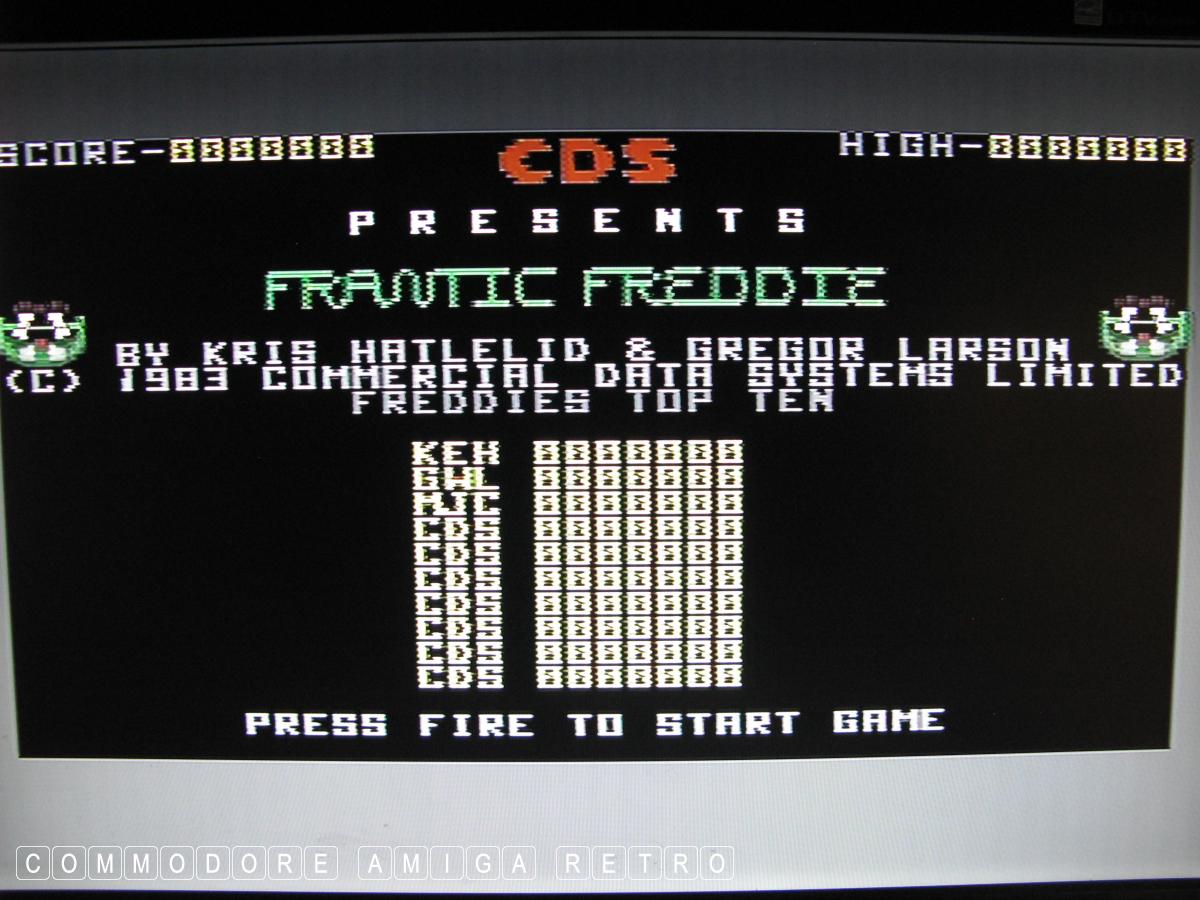 SCORE-0000000
CDS
HIGH-0000000
PRESENTS
FRANTIC FREDDIE
BY KRIS HATLELID & GREGOR LARSON
(C) 1983 COMMERCIAL DATA SYSTEMS LIMITED
FREDDIES TOP TEN
KEH 0000000
GWL 0000000
MJC 0000000
CDS 0000000
CDS 0000000
CDS 0000000
CDS 0000000
CDS 0000000
CDS 0000000
CDS 0000000
PRESS FIRE TO START GAME
COMMODORE AMIGA RETRO